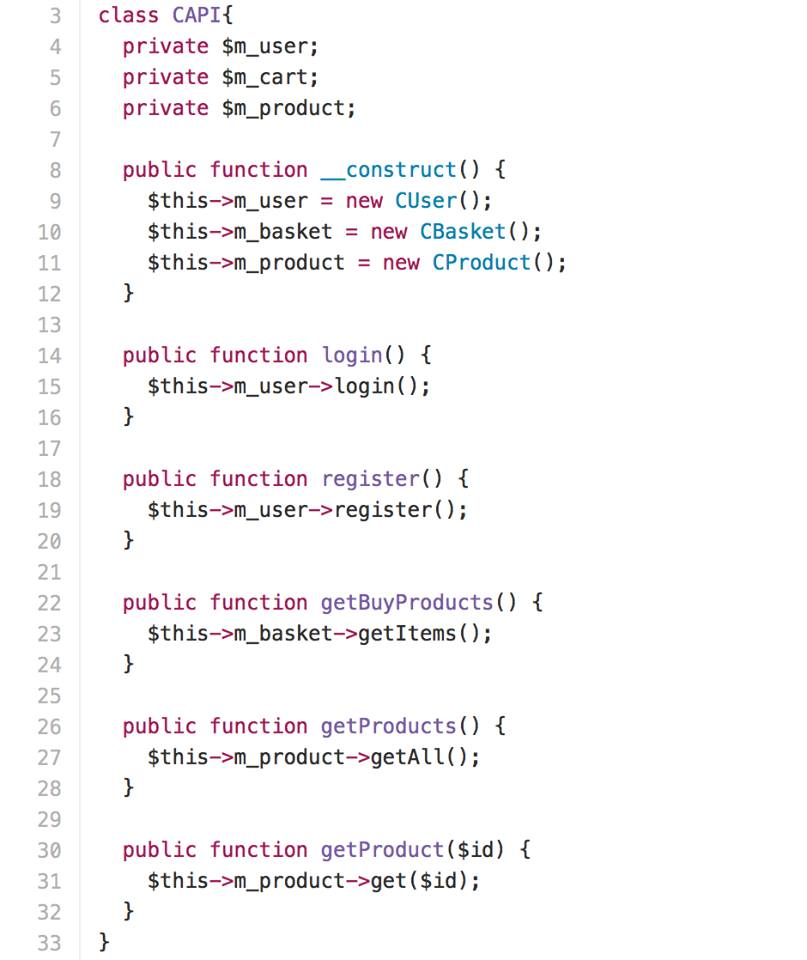 3 class CAPI{
4 private $m_user;
5 private $m_cart;
6 private $m_product;
7
8 public function __construct() {
9 $this->m_user = new CUser();
10 $this->m_basket = new CBasket();
11 $this->m_product = new CProduct();
12 }
13
14 public function login() {
15 $this->m_user->login();
16 }
17
18 public function register() {
19 $this->m_user->register();
20 }
21
22 public function getBuyProducts() {
23 $this->m_basket->getItems();
24 }
25
26 public function getProducts() {
27 $this->m_product->getAll();
28 }
29
30 public function getProduct($id) {
31 $this->m_product->get($id);
32 }
33 }